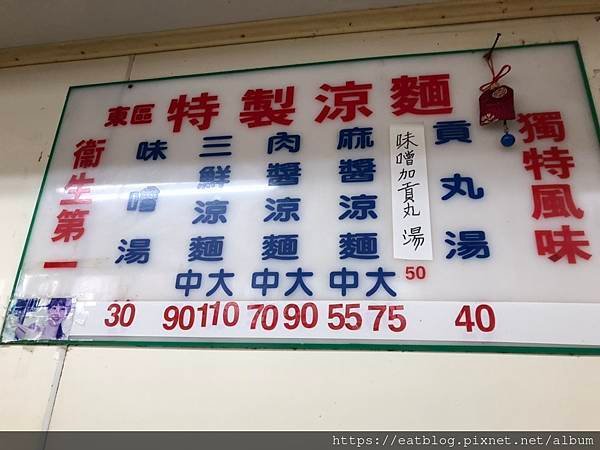 東區 特製涼麵
獨特風味
貢丸湯
40
味噌加貢丸湯
50
麻醬涼麵
大 中
55 75
肉醬涼麵
大 中
70 90
三鮮涼麵
大 中
90 110
味噌湯
30
衛生第一
https://eatblog.pixnet.net/album